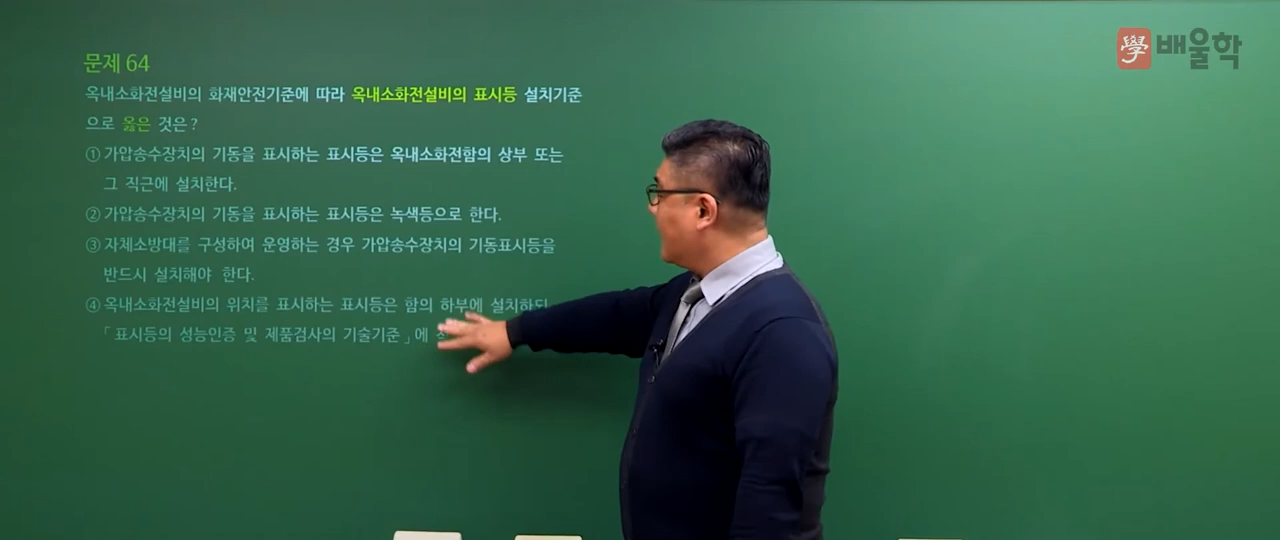 學 배울학
문제 64
옥내소화전설비의 화재안전기준에 따라 옥내소화전설비의 표시등 설치기준
으로 옳은 것은?
① 가압송수장치의 기동을 표시하는 표시등은 옥내소화전함의 상부 또는
그 직근에 설치한다.
② 가압송수장치의 기동을 표시하는 표시등은 녹색등으로 한다.
③ 자체소방대를 구성하여 운영하는 경우 가압송수장치의 기동표시등을
반드시 설치해야 한다.
④ 옥내소화전설비의 위치를 표시하는 표시등은 함의 하부에 설치하되
「표시등의 성능인증 및 제품검사의 기술기준」에